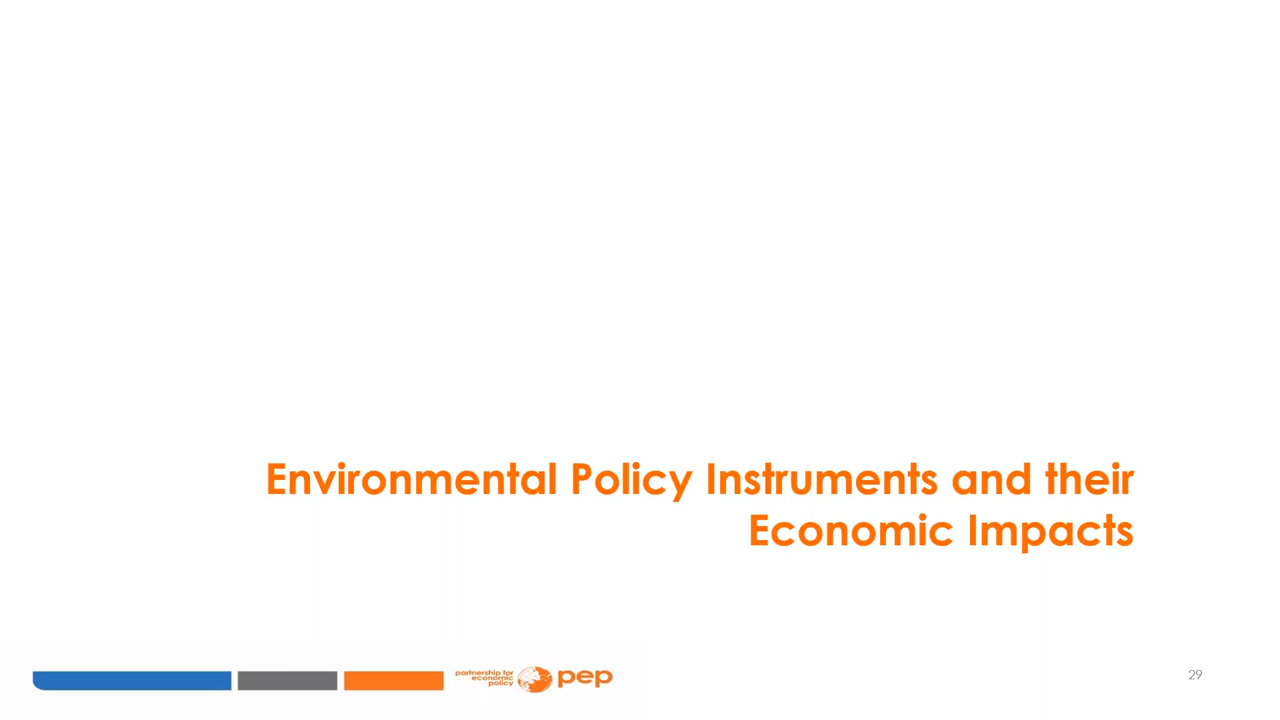 Environmental Policy Instruments and their
Economic Impacts
partnership for
economic
policy
pep
29